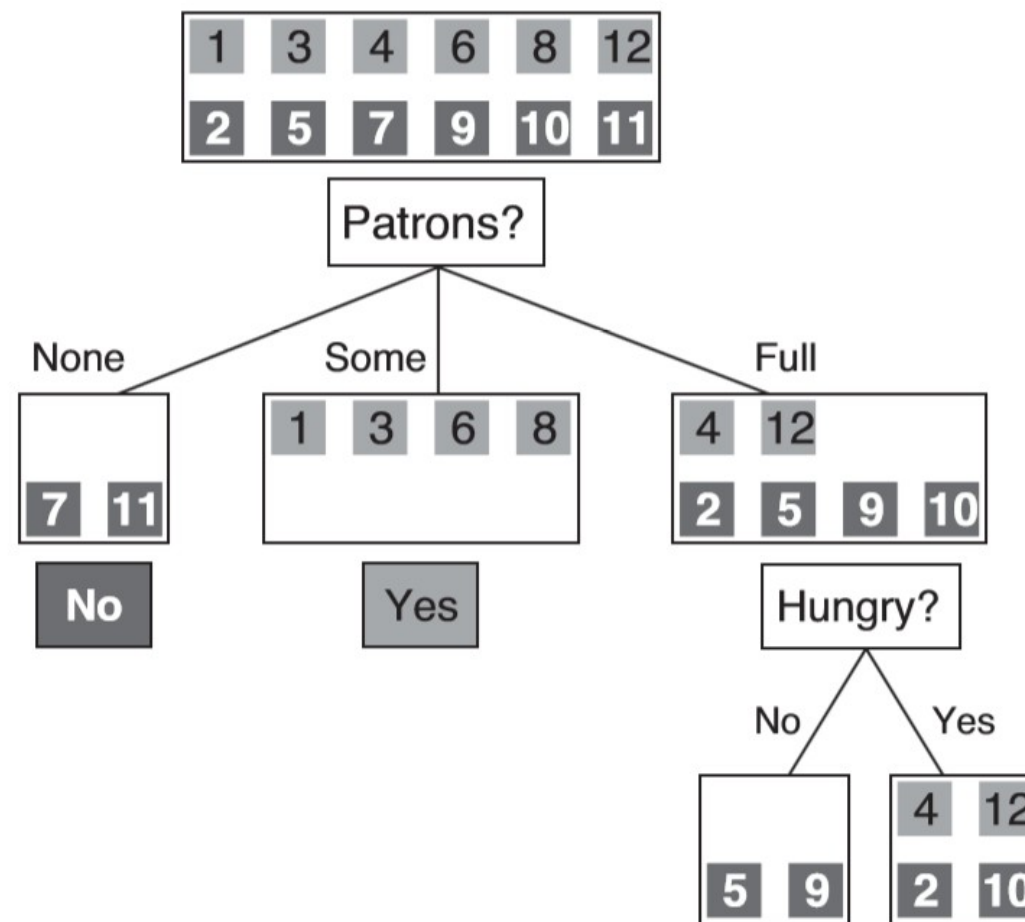 1 3 4 6 8 12
2 5 7 9 10 11
Patrons?
None Some Full
1 3 6 8 4 12
7 11 2 5 9 10
No Yes Hungry?
No Yes
4 12
5 9 2 10